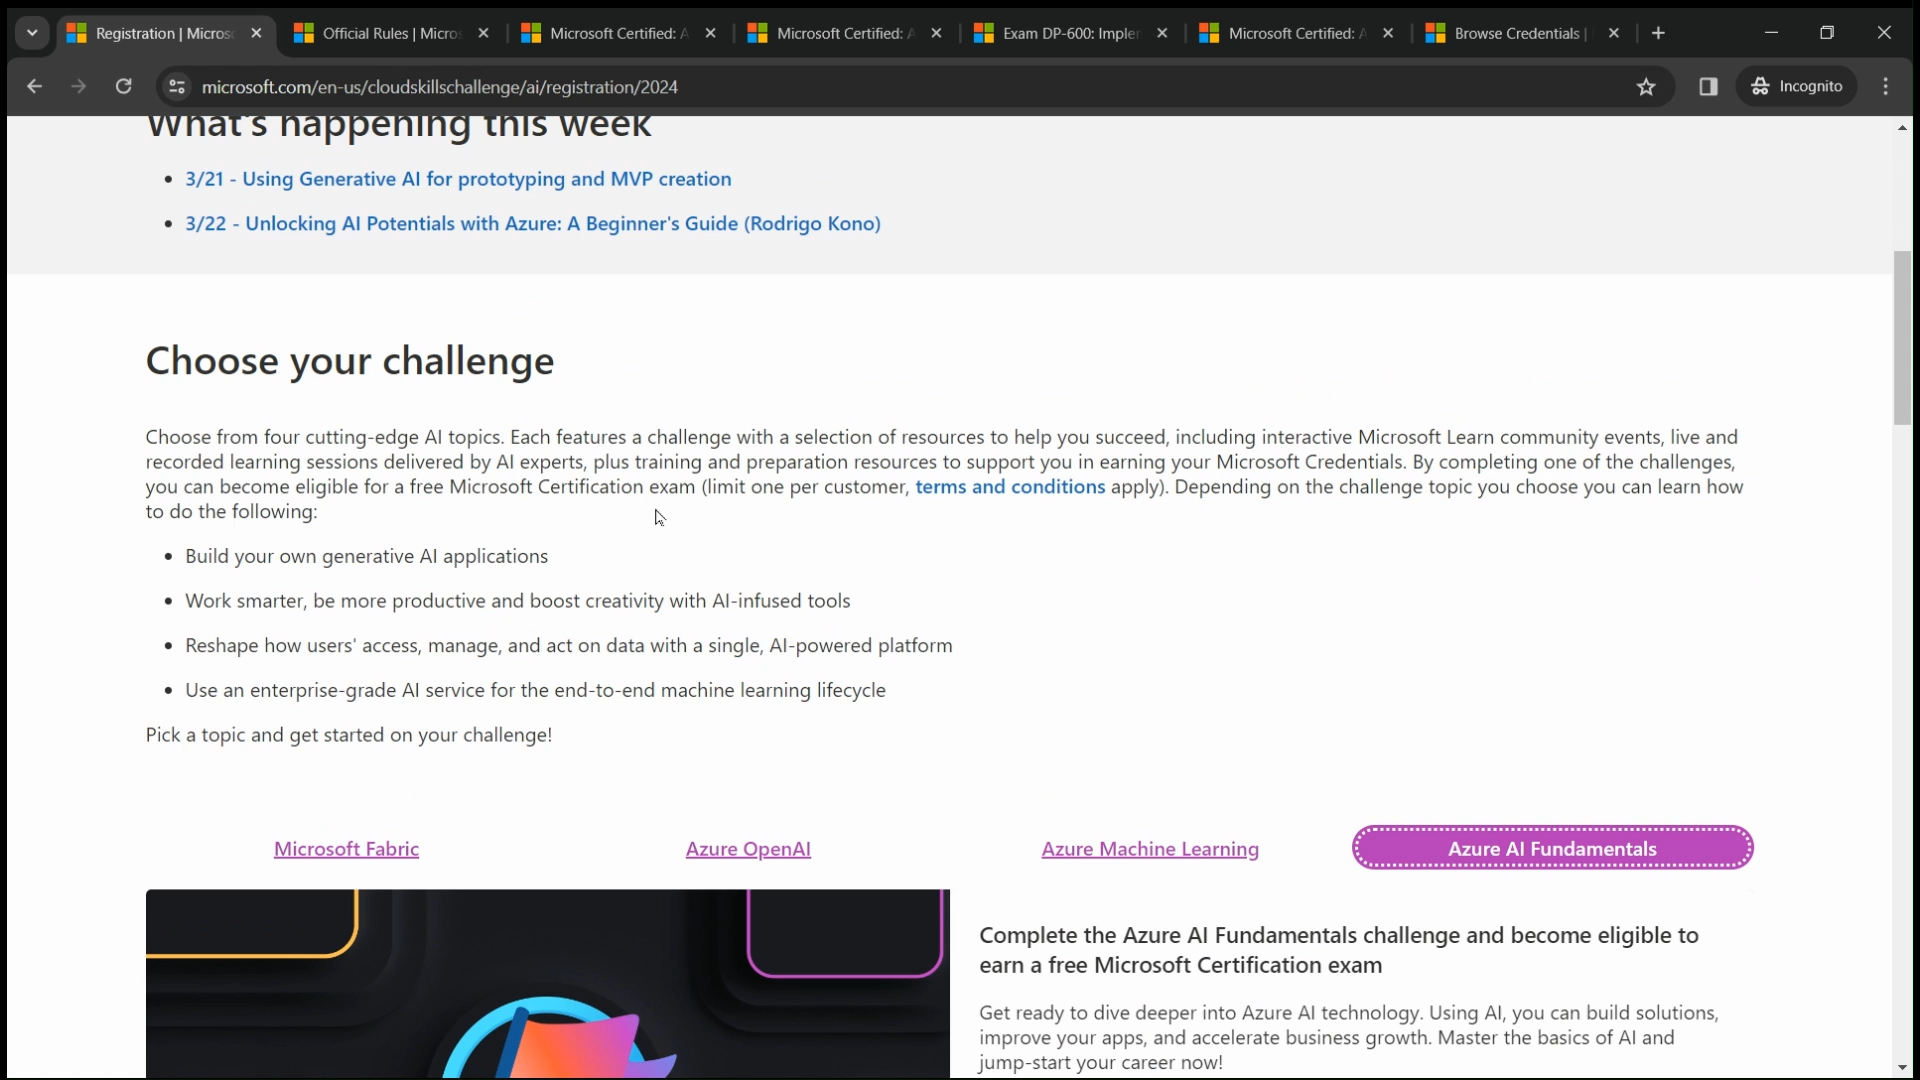 Registration | Micros
Official Rules | Micros
Microsoft Certified: A
Microsoft Certified: A
Exam DP-600: Impler
Microsoft Certified: A
Browse Credentials |
microsoft.com/en-us/cloudskillschallenge/ai/registration/2024
Incognito
What's happening this week
• 3/21 - Using Generative AI for prototyping and MVP creation
• 3/22 - Unlocking AI Potentials with Azure: A Beginner's Guide (Rodrigo Kono)
Choose your challenge
Choose from four cutting-edge AI topics. Each features a challenge with a selection of resources to help you succeed, including interactive Microsoft Learn community events, live and
recorded learning sessions delivered by AI experts, plus training and preparation resources to support you in earning your Microsoft Credentials. By completing one of the challenges,
you can become eligible for a free Microsoft Certification exam (limit one per customer, terms and conditions apply). Depending on the challenge topic you choose you can learn how
to do the following:
• Build your own generative AI applications
• Work smarter, be more productive and boost creativity with AI-infused tools
• Reshape how users' access, manage, and act on data with a single, AI-powered platform
• Use an enterprise-grade AI service for the end-to-end machine learning lifecycle
Pick a topic and get started on your challenge!
Microsoft Fabric
Azure OpenAI
Azure Machine Learning
Azure AI Fundamentals
Complete the Azure AI Fundamentals challenge and become eligible to
earn a free Microsoft Certification exam
Get ready to dive deeper into Azure AI technology. Using AI, you can build solutions,
improve your apps, and accelerate business growth. Master the basics of AI and
jump-start your career now!